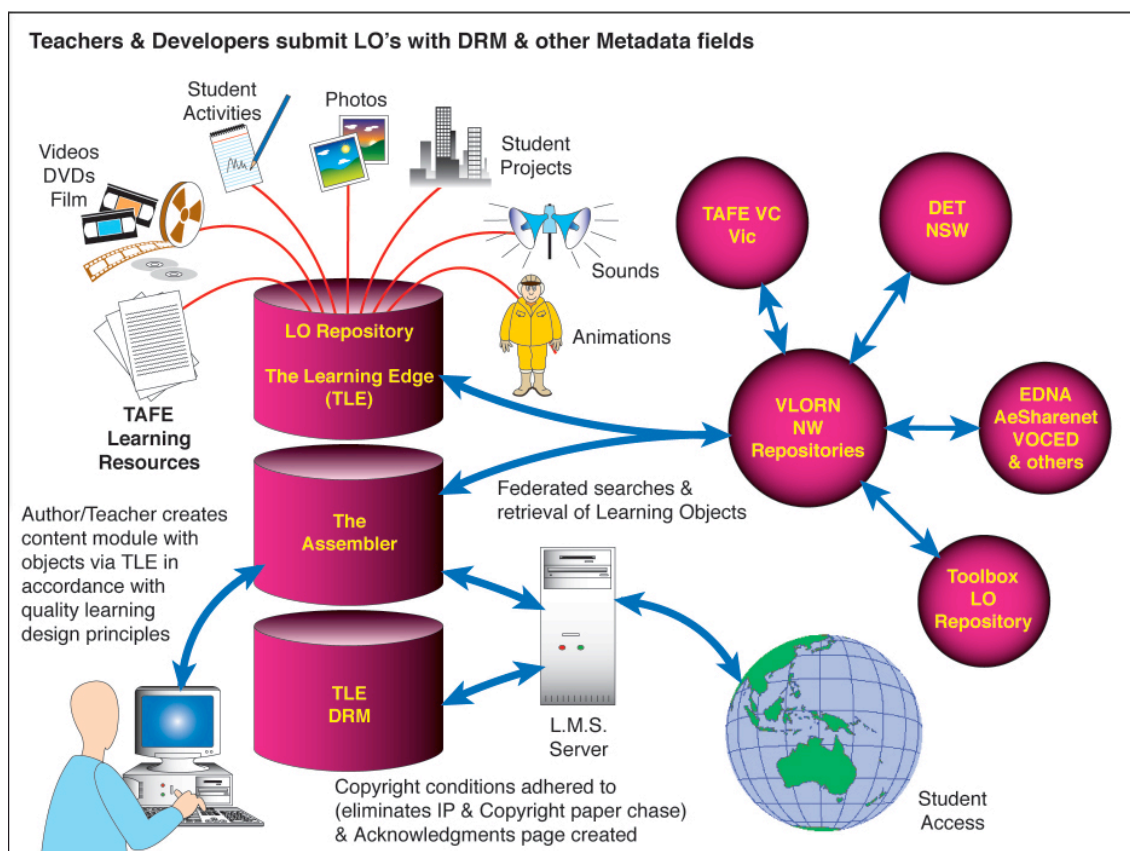 Teachers & Developers submit LO's with DRM & other Metadata fields
Student
Activities
Photos
Student
Projects
Videos
DVDs
Film
Sounds
Animations
TAFE
Learning
Resources
LO Repository
The Learning Edge
(TLE)
TAFE VC
Vic
DET
NSW
VLORN
NW
Repositories
EDNA
AeSharenet
VOCED
& others
Toolbox
LO
Repository
Federated searches &
retrieval of Learning Objects
Author/Teacher creates
content module with
objects via TLE in
accordance with
quality learning
design principles
The
Assembler
TLE
DRM
L.M.S.
Server
Copyright conditions adhered to
(eliminates IP & Copyright paper chase)
& Acknowledgments page created
Student
Access